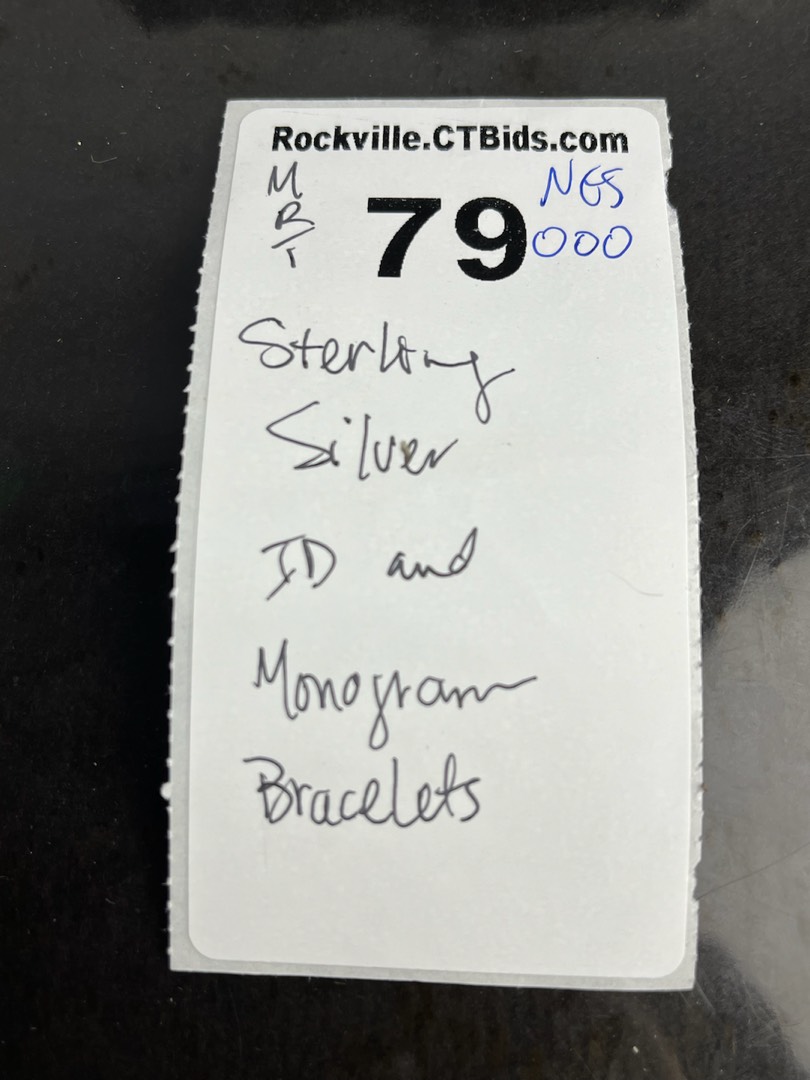 Rockville.CTBids.com
M
B
T
79
NGS
000
Sterling
Silver
ID and
Monogram
Bracelets